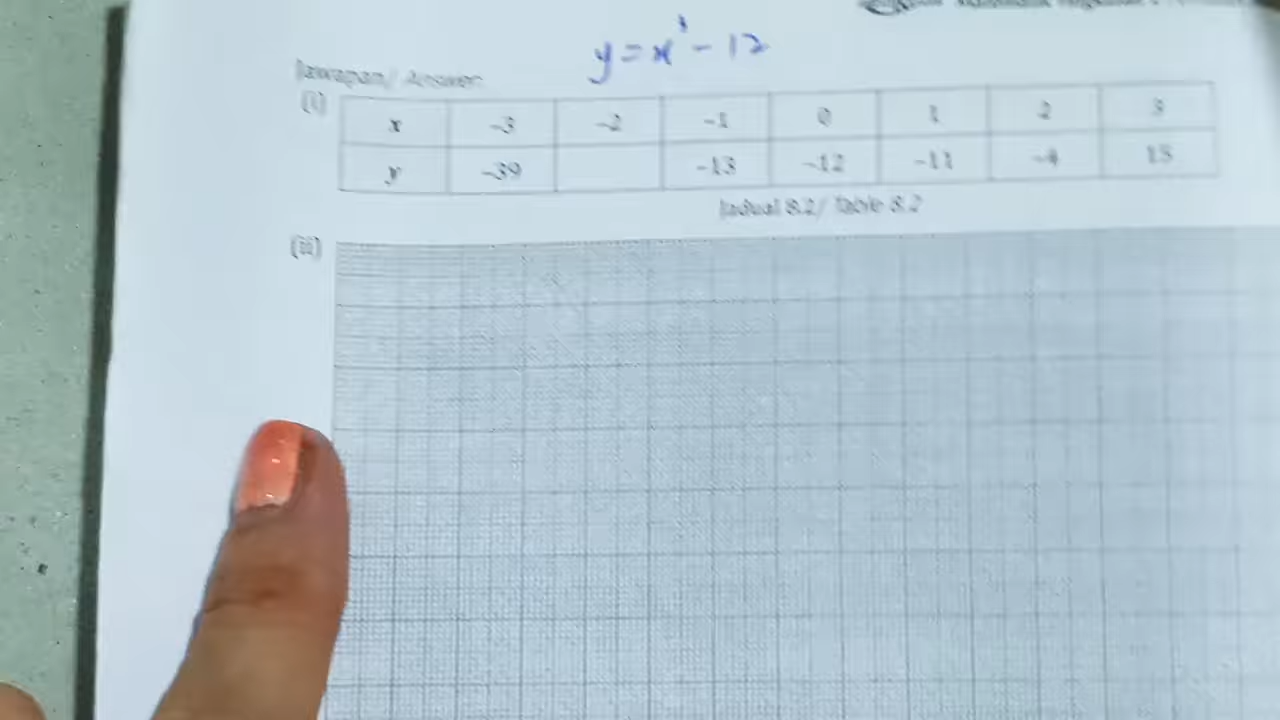 y = x³ - 12
Jawapan/ Answer:
(i)
x -3 -2 -1 0 1 2 3
y -39 -13 -12 -11 -4 15
Jadual 8.2/ Table 8.2
(ii)